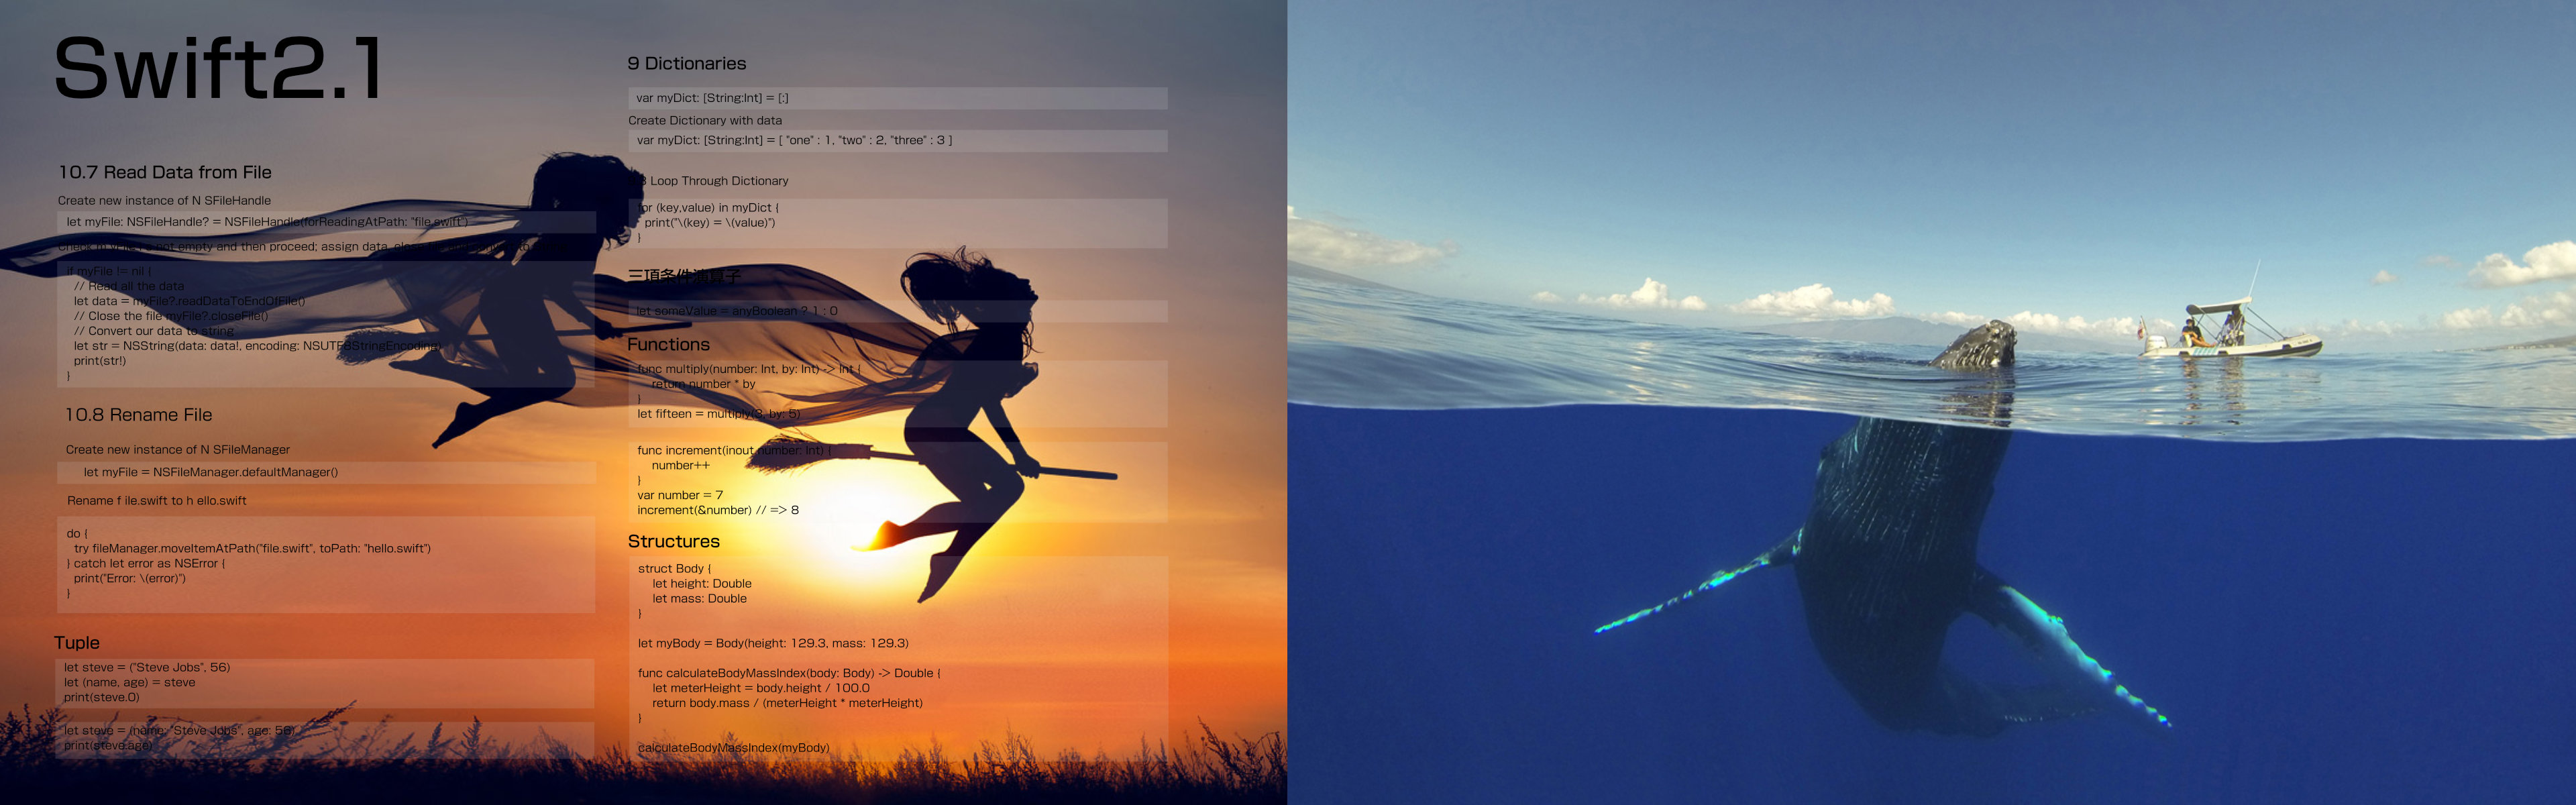 Swift2.1
10.7 Read Data from File
Create new instance of N SFileHandle
let myFile: NSFileHandle? = NSFileHandle(forReadingAtPath: "file.swift")
not empty and then proceed; assign data,
if myFile != nil {
// Read all the data
let data = myFile?.readDataToEndOfFile()
// Close the file myFile?.closeFile()
// Convert our data to string
let str = NSString(data: data!, encoding: NSUTF8StringEncoding)
print(str!)
}
10.8 Rename File
Create new instance of N SFileManager
let myFile = NSFileManager.defaultManager()
Rename f ile.swift to h ello.swift
do {
try fileManager.moveItemAtPath("file.swift", toPath: "hello.swift")
} catch let error as NSError {
print("Error: \(error)")
}
Tuple
let steve = ("Steve Jobs", 56)
let (name, age) = steve
print(steve.0)
let steve = (name: "Steve Jobs", age: 56)
print(steve.age)
9 Dictionaries
var myDict: [String:Int] = [:]
Create Dictionary with data
var myDict: [String:Int] = [ "one" : 1, "two" : 2, "three" : 3 ]
Loop Through Dictionary
for (key,value) in myDict {
print("\(key) = \(value)")
}
三項条件演算子
let someValue = anyBoolean ? 1 : 0
Functions
func multiply(number: Int, by: Int) -> Int {
return number * by
}
let fifteen = multiply(3, by: 5)
func increment(inout number: Int) {
number++
}
var number = 7
increment(&number) // => 8
Structures
struct Body {
let height: Double
let mass: Double
}
let myBody = Body(height: 129.3, mass: 129.3)
func calculateBodyMassIndex(body: Body) -> Double {
let meterHeight = body.height / 100.0
return body.mass / (meterHeight * meterHeight)
}
calculateBodyMassIndex(myBody)